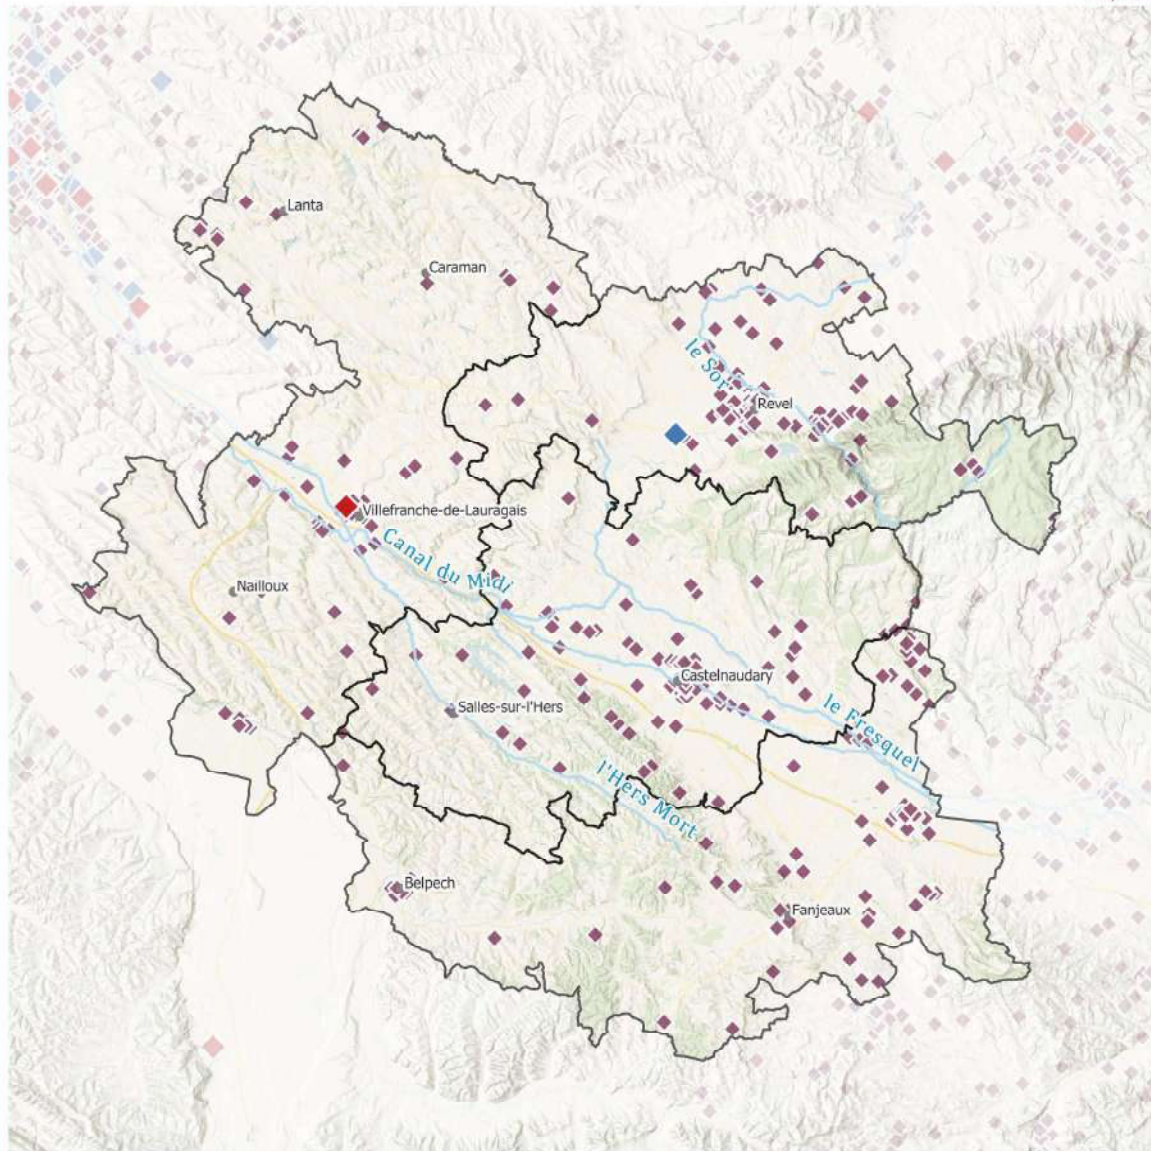 Lanta
Caraman
le Sor
Revel
Villefranche-de-Lauragais
Canal du Midi
Nailloux
Castelnaudary
Salles-sur-l'Hers
le Fresquel
l'Hers Mort
Belpech
Fanjeaux